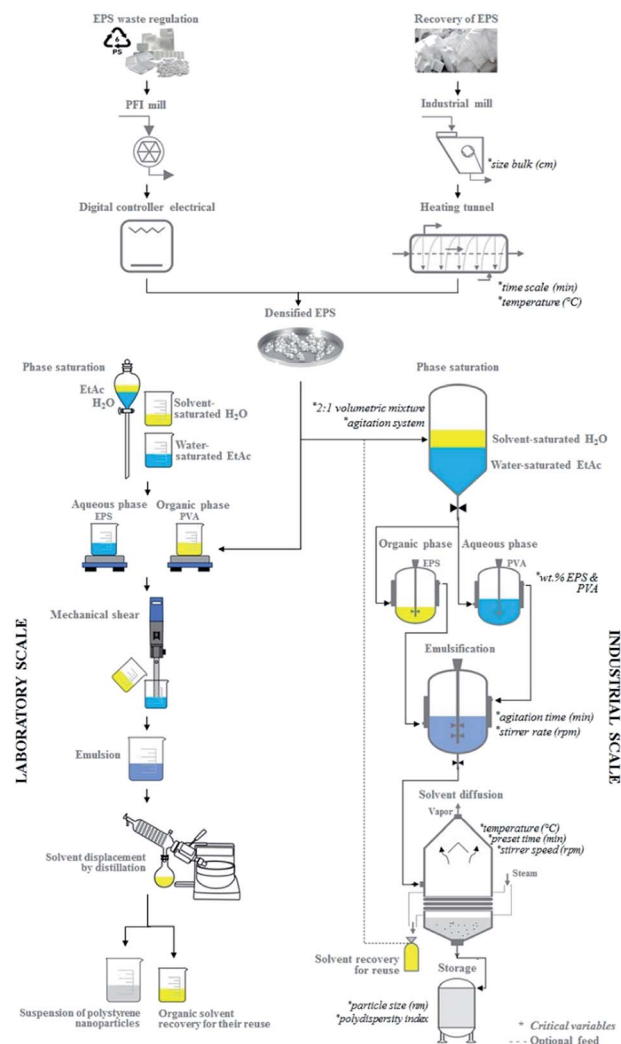 EPS waste regulation
Recovery of EPS
6
PS
PFI mill
Industrial mill
*size bulk (cm)
Digital controller electrical
Heating tunnel
*time scale (min)
*temperature (°C)
Densified EPS
Phase saturation
EtAc
H₂O
Solvent-
saturated H₂O
Water-
saturated EtAc
Aqueous phase
EPS
Organic phase
PVA
Mechanical shear
Emulsion
Solvent displacement
by distillation
Suspension of polystyrene
nanoparticles
Organic solvent
recovery for their reuse
LABORATORY SCALE
Phase saturation
*2:1 volumetric mixture
*agitation system
Solvent-saturated H₂O
Water-saturated EtAc
Organic phase
EPS
Aqueous phase
PVA
*wt.% EPS &
PVA
Emulsification
*agitation time (min)
*stirrer rate (rpm)
Solvent diffusion
Vapor
*temperature (°C)
*preset time (min)
*stirrer speed (rpm)
Steam
Solvent recovery
for reuse
Storage
*particle size (nm)
*polydispersity index
INDUSTRIAL SCALE
* Critical variables
--- Optional feed